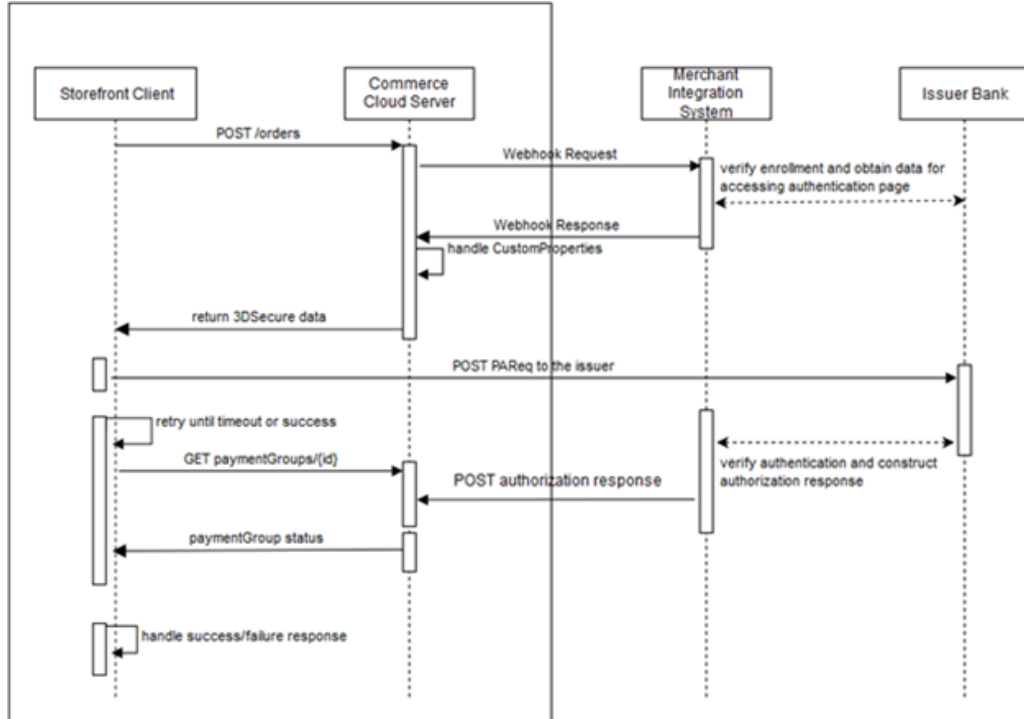 Storefront Client
Commerce
Cloud Server
Merchant
Integration
System
Issuer Bank
POST /orders
Webhook Request
verify enrollment and obtain data for
accessing authentication page
Webhook Response
handle CustomProperties
return 3DSecure data
POST PAReq to the issuer
retry until timeout or success
GET paymentGroups/{id}
verify authentication and construct
authorization response
POST authorization response
paymentGroup status
handle success/failure response